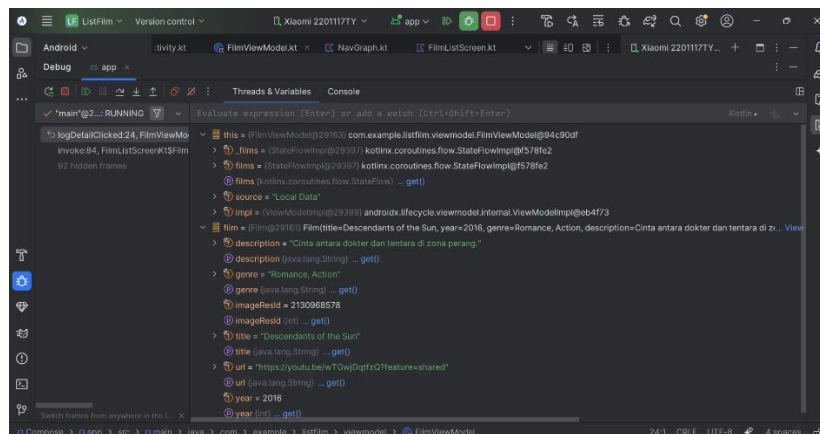 ListFilm Version control Xiaomi 2201117TY app
Android :tivity.kt FilmViewModel.kt NavGraph.kt FilmListScreen.kt Xiaomi 2201117TY...
Debug app
Threads & Variables Console
"main"@2...: RUNNING Evaluate expression (Enter) or add a watch (Ctrl+Shift+Enter) Kotlin
logDetailClicked:24, FilmViewMo
invoke:84, FilmListScreenKt$Film
92 hidden frames
this = {FilmViewModel@29163} com.example.listfilm.viewmodel.FilmViewModel@94c90df
_films = {StateFlowImpl@29397} kotlinx.coroutines.flow.StateFlowImpl@f578fe2
films = {StateFlowImpl@29397} kotlinx.coroutines.flow.StateFlowImpl@f578fe2
films (kotlinx.coroutines.flow.StateFlow) ... get()
source = "Local Data"
impl = {ViewModelImpl@29399} androidx.lifecycle.viewmodel.internal.ViewModelImpl@eb4f73
film = {Film@29161} Film(title=Descendants of the Sun, year=2016, genre=Romance, Action, description=Cinta antara dokter dan tentara di z... View
description = "Cinta antara dokter dan tentara di zona perang."
description (java.lang.String) ... get()
genre = "Romance, Action"
genre (java.lang.String) ... get()
imageResId = 2130968578
imageResId (int) ... get()
title = "Descendants of the Sun"
title (java.lang.String) ... get()
url = "https://youtu.be/wTGwjDqtfzQ?feature=shared"
url (java.lang.String) ... get()
year = 2016
year (int) ... get()
Switch frames from anywhere in the I...
Compose > app > src > main > java > com > example > listfilm > viewmodel > FilmViewModel 24:1 CRLF UTF-8 4 spaces